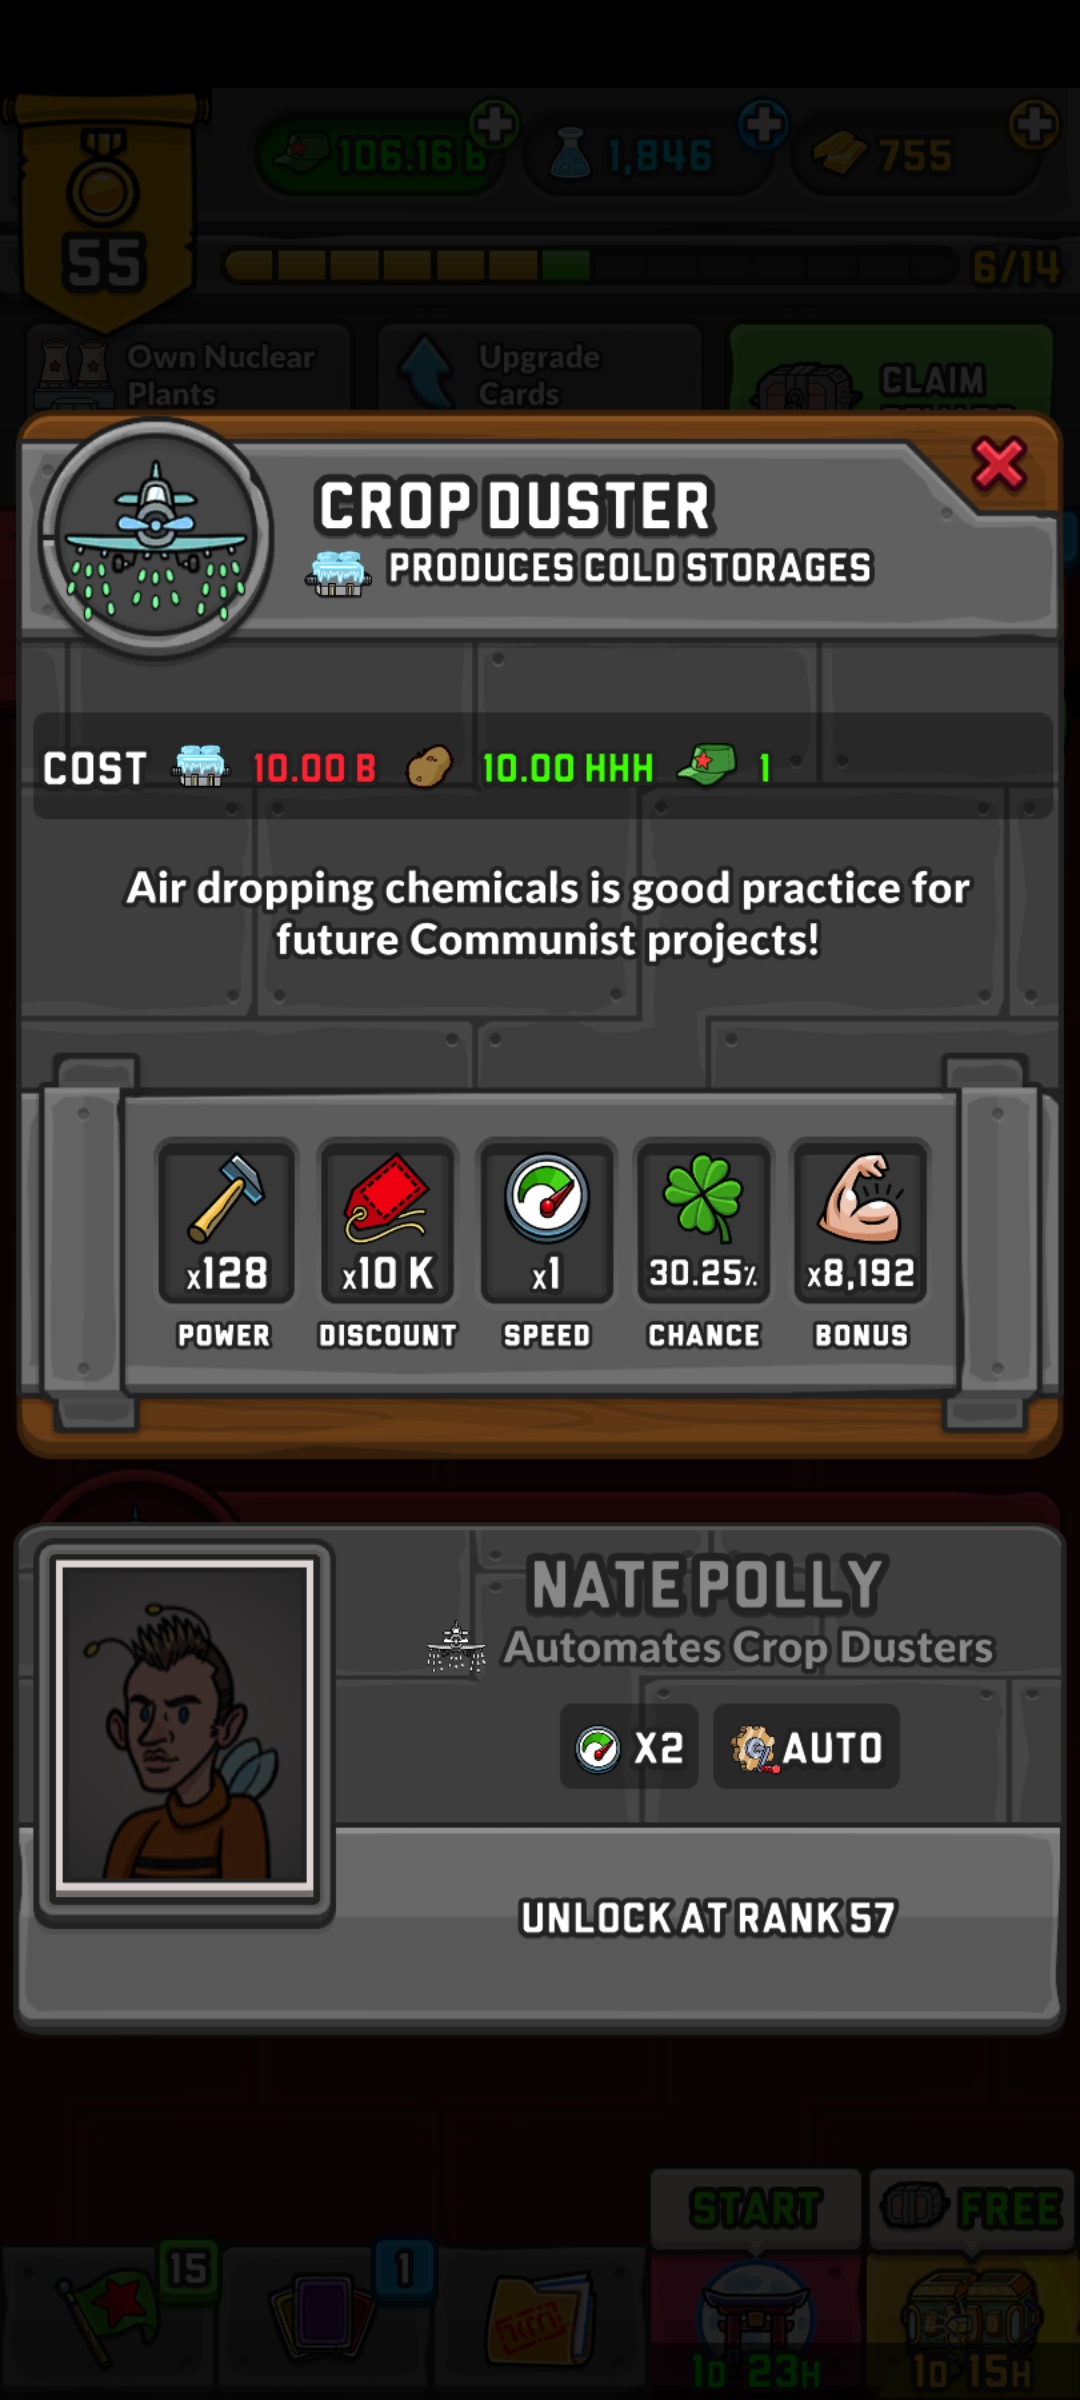 106.16 B
1,846
755
55
6/14
Own Nuclear
Plants
Upgrade
Cards
CLAIM
CROP DUSTER
PRODUCES COLD STORAGES
COST 10.00 B 10.00 HHH 1
Air dropping chemicals is good practice for
future Communist projects!
x128
x10 K
x1
30.25%
x8,192
POWER
DISCOUNT
SPEED
CHANCE
BONUS
NATE POLLY
Automates Crop Dusters
X2
AUTO
UNLOCK AT RANK 57
START
FREE
15
1
1D 23H
1D 15H